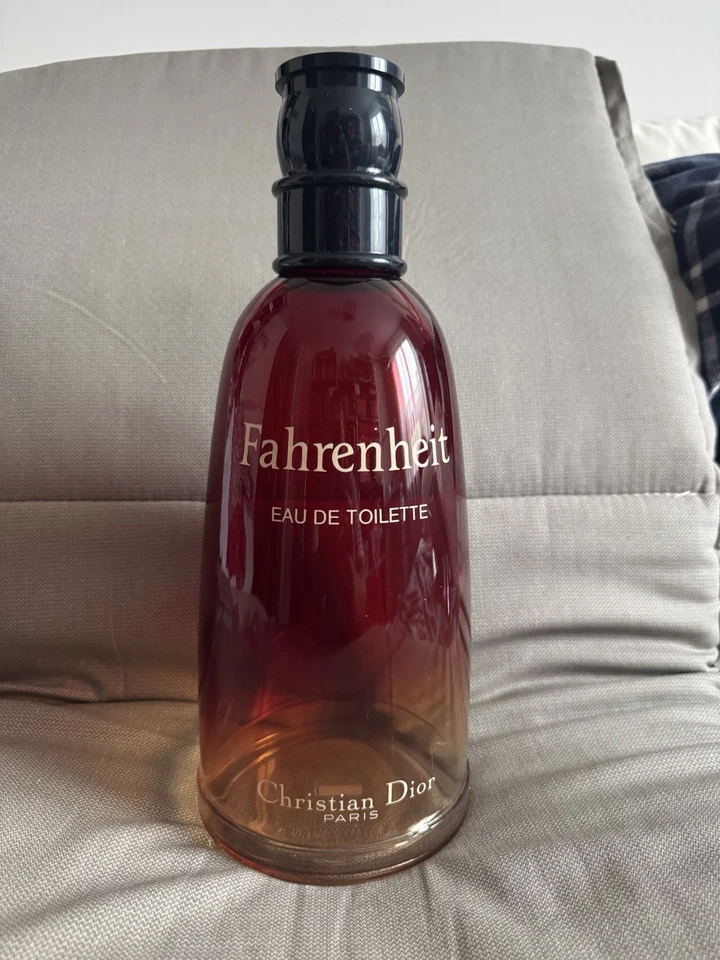 Fahrenheit
EAU DE TOILETTE
Christian Dior
PARIS